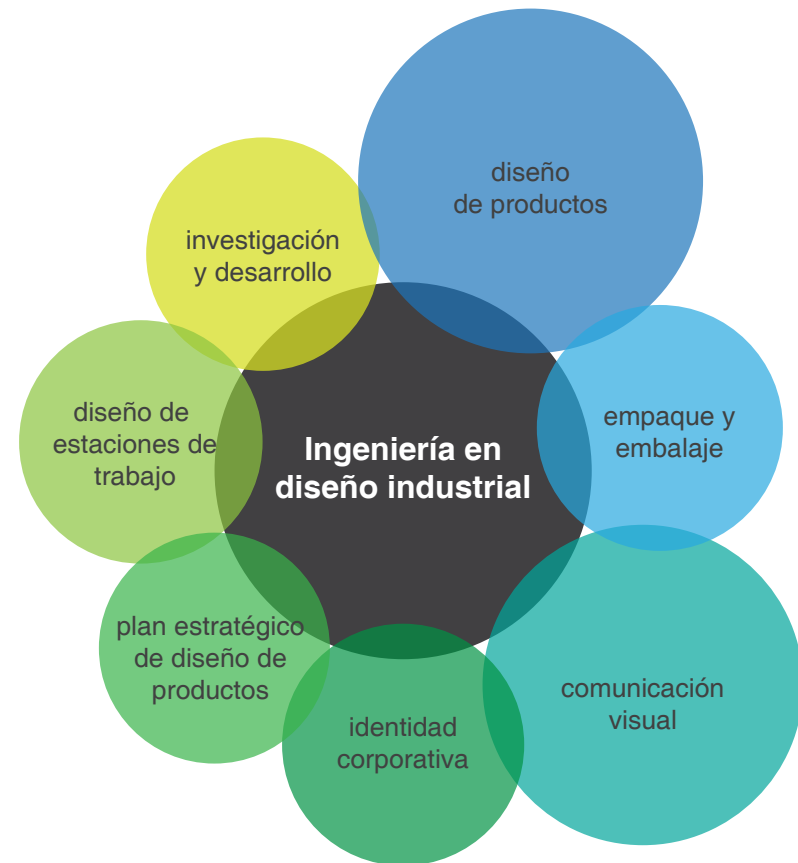 diseño
de productos
investigación
y desarrollo
diseño de
estaciones de
trabajo
Ingeniería en
diseño industrial
empaque y
embalaje
plan estratégico
de diseño de
productos
comunicación
visual
identidad
corporativa